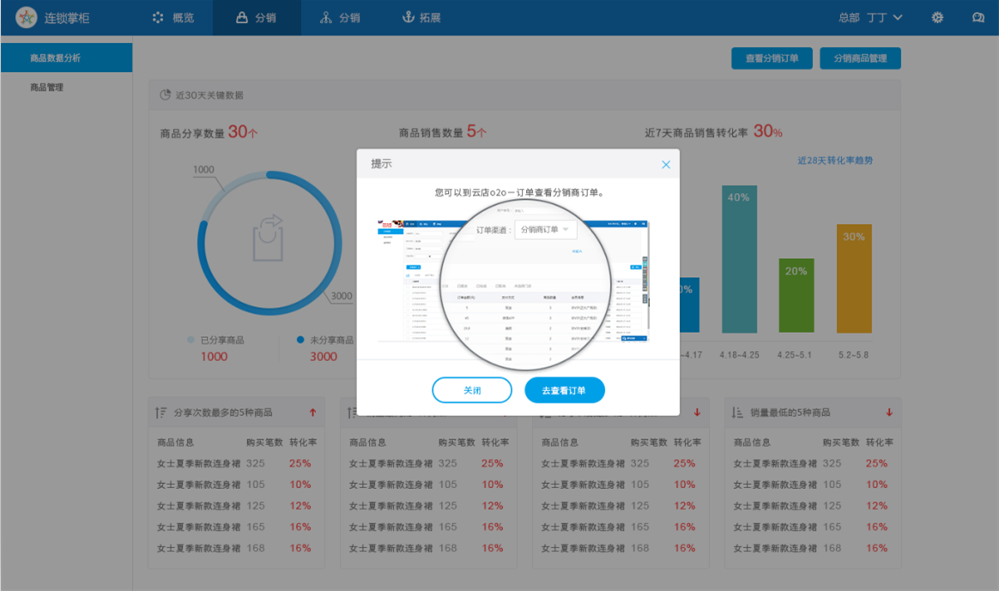 连锁掌柜 概览 分销 分销 拓展 总部 丁丁
商品数据分析
商品管理
查看分销订单 分销商品管理
近30天关键数据
商品分享数量 30个 商品销售数量 5个 近7天商品销售转化率 30%
近28天转化率趋势
1000
3000
已分享商品 未分享商品
1000 3000
40%
20%
30%
4.18~4.25 4.25~5.1 5.2~5.8
提示
您可以到云店o2o－订单查看分销商订单。
订单渠道： 分销商订单
关闭 去查看订单
分享次数最多的5种商品
销量最低的5种商品
商品信息 购买笔数 转化率 商品信息 购买笔数 转化率 商品信息 购买笔数 转化率 商品信息 购买笔数 转化率
女士夏季新款连身裙 325 25% 女士夏季新款连身裙 325 25% 女士夏季新款连身裙 325 25% 女士夏季新款连身裙 325 25%
女士夏季新款连身裙 105 10% 女士夏季新款连身裙 105 10% 女士夏季新款连身裙 105 10% 女士夏季新款连身裙 105 10%
女士夏季新款连身裙 125 12% 女士夏季新款连身裙 125 12% 女士夏季新款连身裙 125 12% 女士夏季新款连身裙 125 12%
女士夏季新款连身裙 165 16% 女士夏季新款连身裙 165 16% 女士夏季新款连身裙 165 16% 女士夏季新款连身裙 165 16%
女士夏季新款连身裙 168 16% 女士夏季新款连身裙 168 16% 女士夏季新款连身裙 168 16% 女士夏季新款连身裙 168 16%